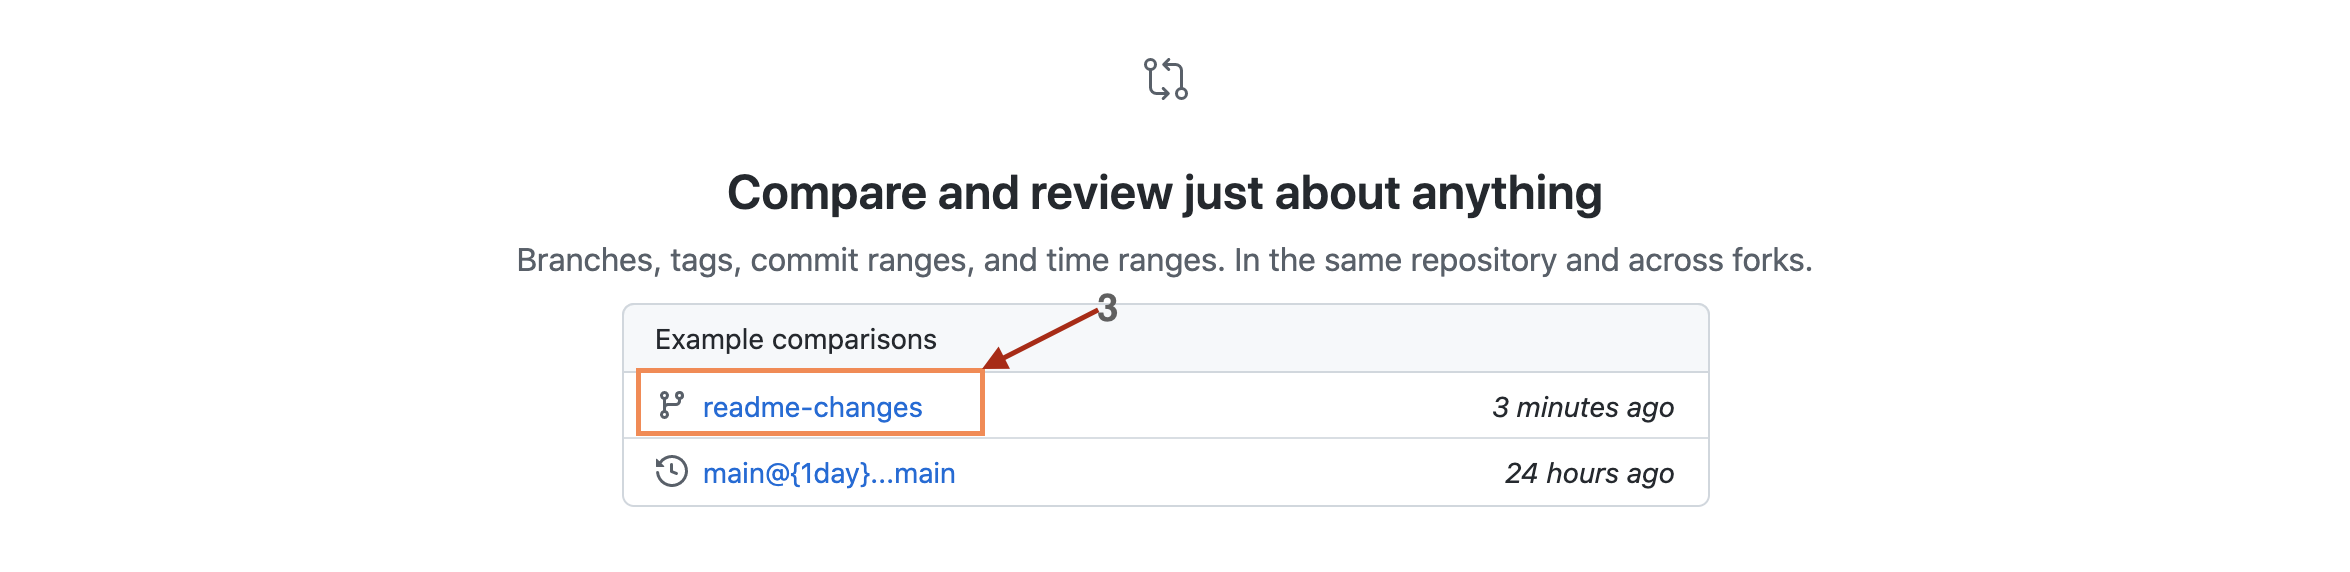 Compare and review just about anything
Branches, tags, commit ranges, and time ranges. In the same repository and across forks.
3
Example comparisons
readme-changes 3 minutes ago
main@{1day}...main 24 hours ago